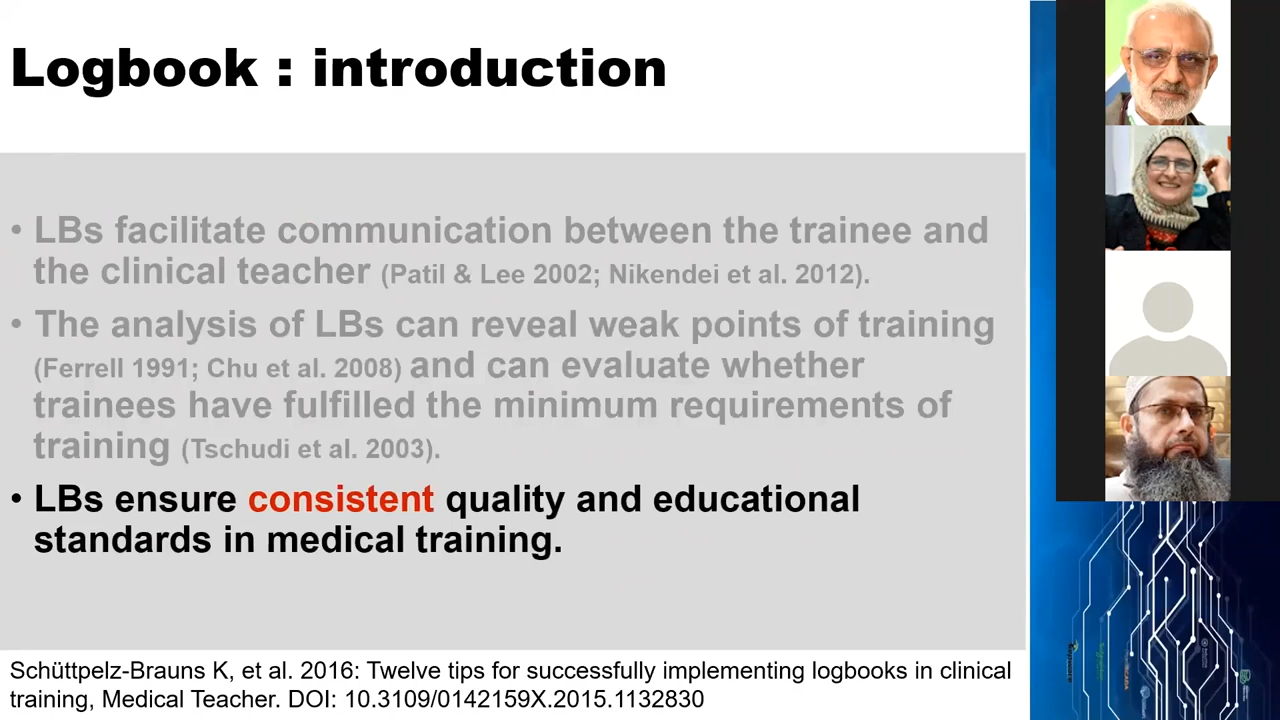 Logbook : introduction
• LBs facilitate communication between the trainee and
the clinical teacher (Patil & Lee 2002; Nikendei et al. 2012).
• The analysis of LBs can reveal weak points of training
(Ferrell 1991; Chu et al. 2008) and can evaluate whether
trainees have fulfilled the minimum requirements of
training (Tschudi et al. 2003).
• LBs ensure consistent quality and educational
standards in medical training.
Schüttpelz-Brauns K, et al. 2016: Twelve tips for successfully implementing logbooks in clinical
training, Medical Teacher. DOI: 10.3109/0142159X.2015.1132830